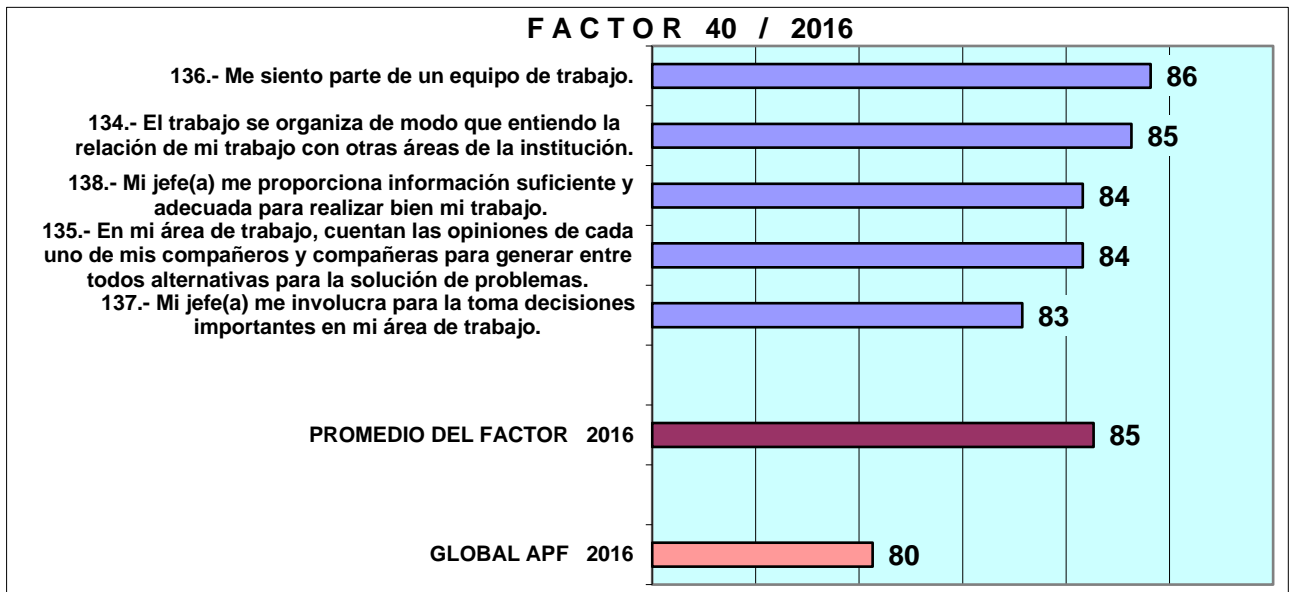 F A C T O R 40 / 2016
136.- Me siento parte de un equipo de trabajo.
86
134.- El trabajo se organiza de modo que entiendo la
relación de mi trabajo con otras áreas de la institución.
85
138.- Mi jefe(a) me proporciona información suficiente y
adecuada para realizar bien mi trabajo.
84
135.- En mi área de trabajo, cuentan las opiniones de cada
uno de mis compañeros y compañeras para generar entre
todos alternativas para la solución de problemas.
84
137.- Mi jefe(a) me involucra para la toma decisiones
importantes en mi área de trabajo.
83
PROMEDIO DEL FACTOR 2016
85
GLOBAL APF 2016
80